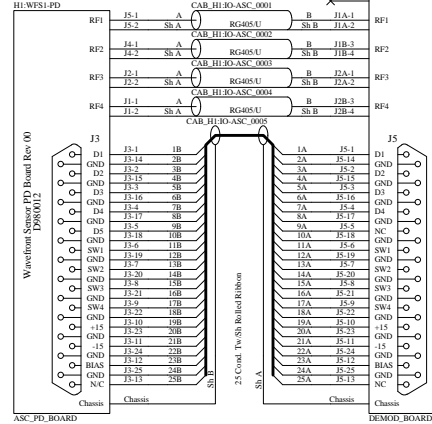 H1:WFS1-PD
CAB_H1:IO-ASC_0001
RF1 J5-1 A B J1A-1 RF1
J5-2 Sh A RG405/U Sh B J1A-2
CAB_H1:IO-ASC_0002
RF2 J4-1 A B J1B-3 RF2
J4-2 Sh A RG405/U Sh B J1B-4
CAB_H1:IO-ASC_0003
RF3 J2-1 A B J2A-1 RF3
J2-2 Sh A RG405/U Sh B J2A-2
CAB_H1:IO-ASC_0004
RF4 J1-1 A B J2B-3 RF4
J1-2 Sh A RG405/U Sh B J2B-4
CAB_H1:IO-ASC_0005
Wavefront Sensor PD Board Rev 00
D980012
J3 J5
D1 J3-1 1B 1A J5-1 D1
GND J3-14 2B 2A J5-14 GND
D2 J3-2 3B 3A J5-2 D2
GND J3-15 4B 4A J5-15 GND
D3 J3-3 5B 5A J5-3 D3
GND J3-16 6B 6A J5-16 GND
D4 J3-4 7B 7A J5-4 D4
GND J3-17 8B 8A J5-17 GND
D5 J3-5 9B 9A J5-5 NC
GND J3-18 10B 10A J5-18 GND
SW1 J3-6 11B 11A J5-6 SW1
GND J3-19 12B 12A J5-19 GND
SW2 J3-7 13B 13A J5-7 SW2
GND J3-20 14B 14A J5-20 GND
SW3 J3-8 15B 15A J5-8 SW3
GND J3-21 16B 16A J5-21 GND
SW4 J3-9 17B 17A J5-9 SW4
GND J3-22 18B 18A J5-22 GND
+15 J3-10 19B 19A J5-10 +15
GND J3-23 20B 20A J5-23 GND
-15 J3-11 21B 21A J5-11 -15
GND J3-24 22B 22A J5-24 GND
BIAS J3-12 23B 23A J5-12 BIAS
GND J3-25 24B 24A J5-25 GND
N/C J3-13 25B 25A J5-13 NC
Sh B
25 Cond. Tw/Sh Rolled Ribbon
Sh A
Chassis Chassis Chassis Chassis
ASC_PD_BOARD DEMOD_BOARD